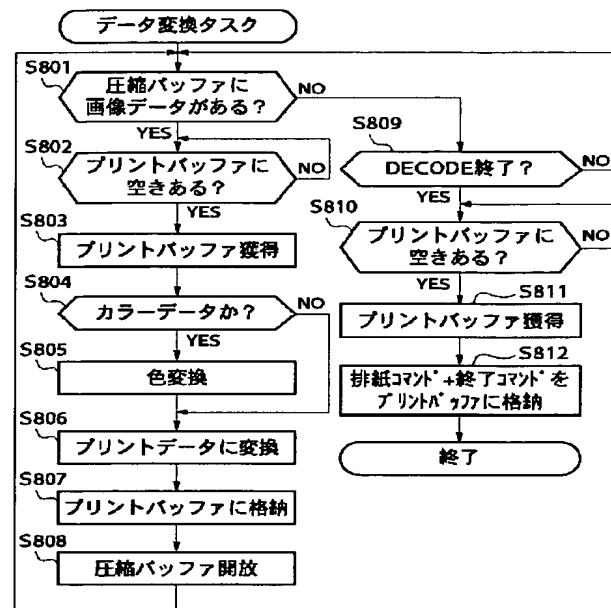 データ変換タスク
S801
圧縮バッファに
画像データがある？
NO
YES
S802
プリントバッファに
空きある？
NO
YES
S803
プリントバッファ獲得
S804
カラーデータか？
NO
YES
S805
色変換
S806
プリントデータに変換
S807
プリントバッファに格納
S808
圧縮バッファ開放
S809
DECODE終了？
NO
YES
S810
プリントバッファに
空きある？
NO
YES
S811
プリントバッファ獲得
S812
排紙ｺﾏﾝﾄﾞ+終了ｺﾏﾝﾄﾞを
ﾌﾟﾘﾝﾄﾊﾞｯﾌｧに格納
終了